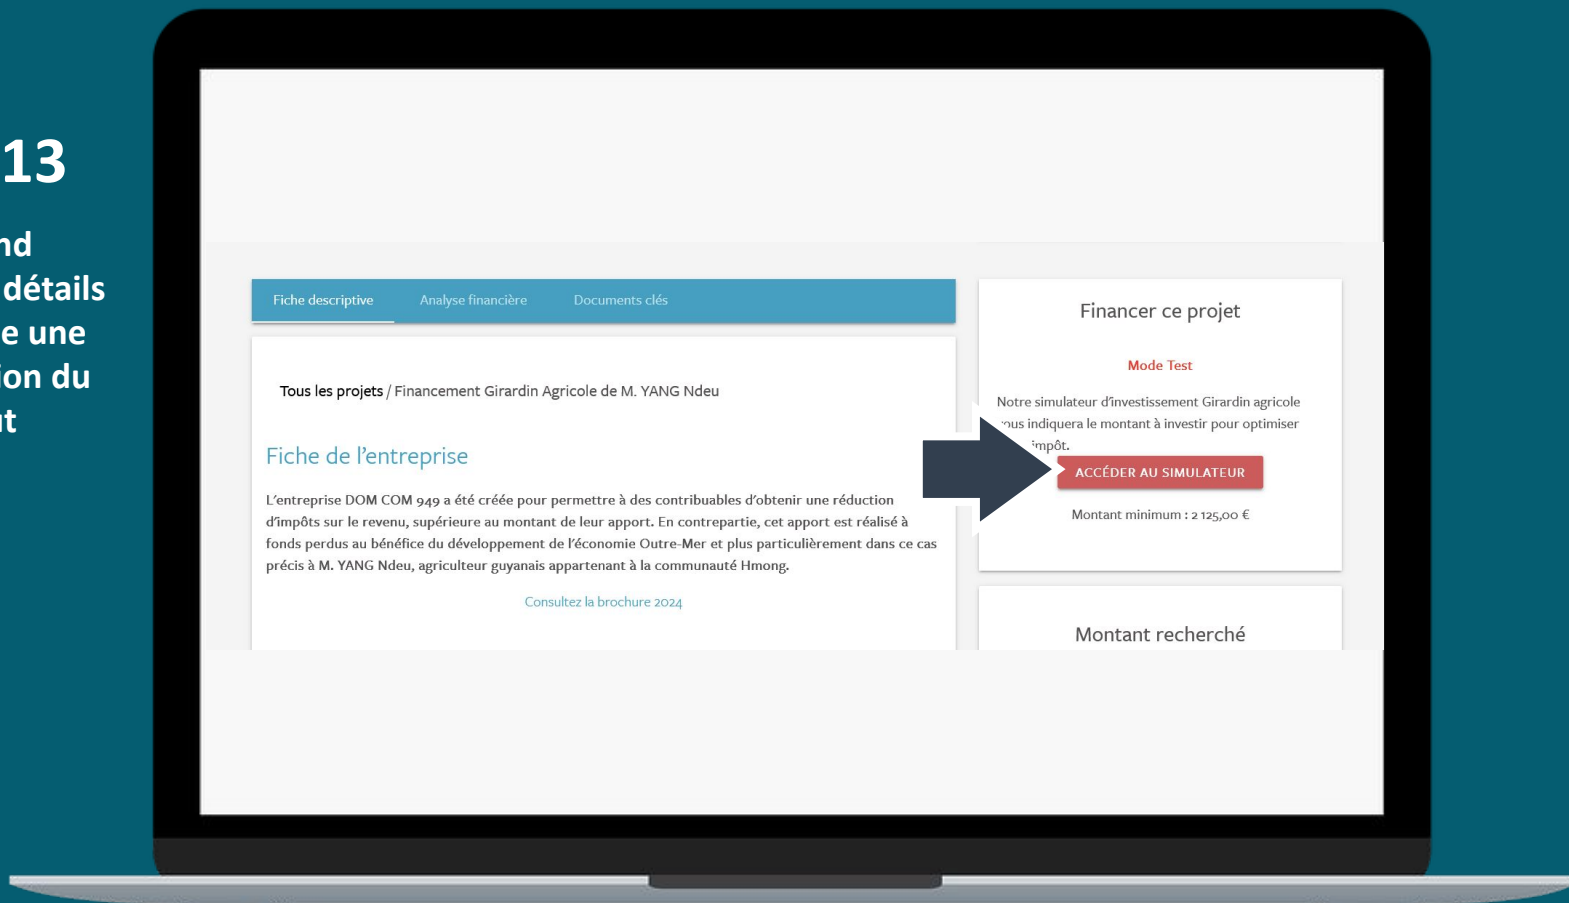 13
nd
détails
e une
ion du
ut
Fiche descriptive
Analyse financière
Documents clés
Tous les projets / Financement Girardin Agricole de M. YANG Ndeu
Fiche de l'entreprise
L'entreprise DOM COM 949 a été créée pour permettre à des contribuables d'obtenir une réduction
d'impôts sur le revenu, supérieure au montant de leur apport. En contrepartie, cet apport est réalisé à
fonds perdus au bénéfice du développement de l'économie Outre-Mer et plus particulièrement dans ce cas
précis à M. YANG Ndeu, agriculteur guyanais appartenant à la communauté Hmong.
Consultez la brochure 2024
Financer ce projet
Mode Test
Notre simulateur d'investissement Girardin agricole
vous indiquera le montant à investir pour optimiser
impôt.
ACCÉDER AU SIMULATEUR
Montant minimum : 2 125,00 €
Montant recherché